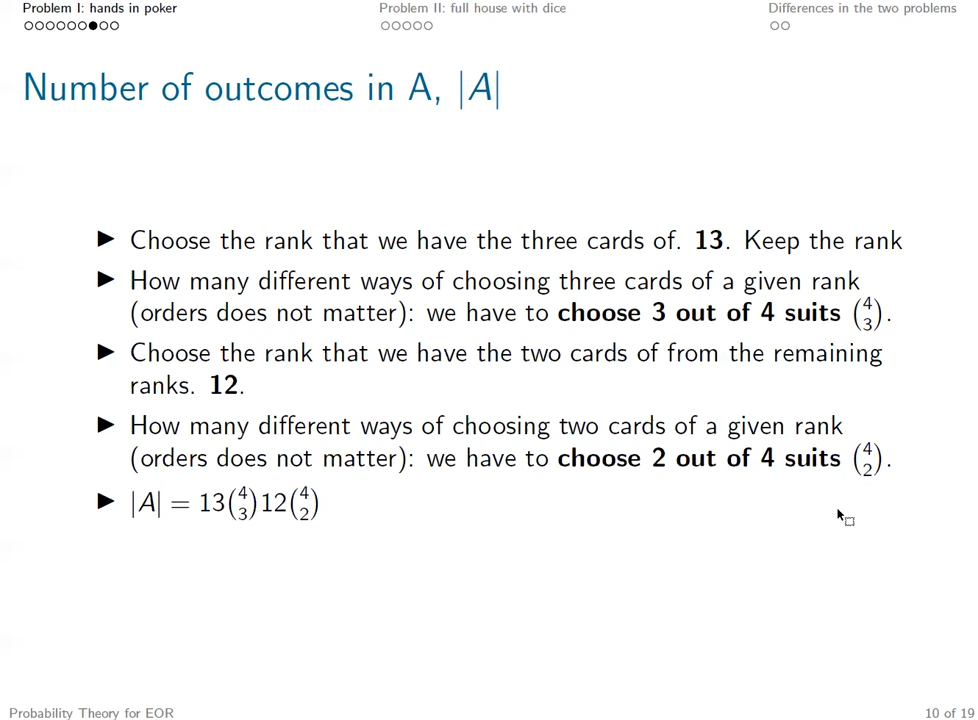 Problem I: hands in poker
Problem II: full house with dice
Differences in the two problems
Number of outcomes in A, |A|
▶ Choose the rank that we have the three cards of. 13. Keep the rank
▶ How many different ways of choosing three cards of a given rank
(orders does not matter): we have to choose 3 out of 4 suits \binom{4}{3}.
▶ Choose the rank that we have the two cards of from the remaining
ranks. 12.
▶ How many different ways of choosing two cards of a given rank
(orders does not matter): we have to choose 2 out of 4 suits \binom{4}{2}.
▶ |A| = 13\binom{4}{3}12\binom{4}{2}
Probability Theory for EOR
10 of 19